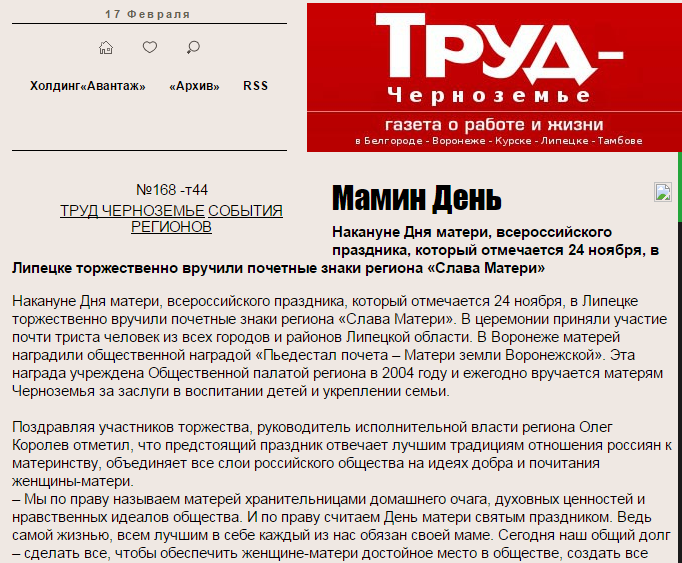 17 Февраля
Холдинг«Авантаж» «Архив» RSS
Труд-
Черноземье
газета о работе и жизни
в Белгороде - Воронеже - Курске - Липецке - Тамбове
№168 -т44
ТРУД ЧЕРНОЗЕМЬЕ СОБЫТИЯ
РЕГИОНОВ
Мамин День
Накануне Дня матери, всероссийского
праздника, который отмечается 24 ноября, в
Липецке торжественно вручили почетные знаки региона «Слава Матери»
Накануне Дня матери, всероссийского праздника, который отмечается 24 ноября, в Липецке
торжественно вручили почетные знаки региона «Слава Матери». В церемонии приняли участие
почти триста человек из всех городов и районов Липецкой области. В Воронеже матерей
наградили общественной наградой «Пьедестал почета – Матери земли Воронежской». Эта
награда учреждена Общественной палатой региона в 2004 году и ежегодно вручается матерям
Черноземья за заслуги в воспитании детей и укреплении семьи.
Поздравляя участников торжества, руководитель исполнительной власти региона Олег
Королев отметил, что предстоящий праздник отвечает лучшим традициям отношения россиян к
материнству, объединяет все слои российского общества на идеях добра и почитания
женщины-матери.
– Мы по праву называем матерей хранительницами домашнего очага, духовных ценностей и
нравственных идеалов общества. И по праву считаем День матери святым праздником. Ведь
самой жизнью, всем лучшим в себе каждый из нас обязан своей маме. Сегодня наш общий долг
– сделать все, чтобы обеспечить женщине-матери достойное место в обществе, создать все